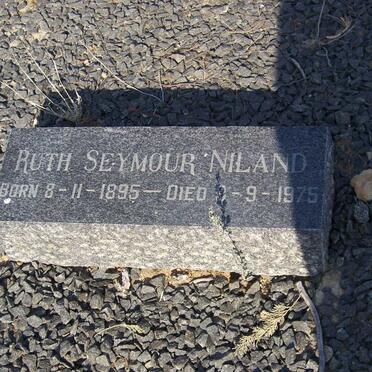 RUTH SEYMOUR NILAND
BORN 8-11-1895 — DIED 2-9-1975